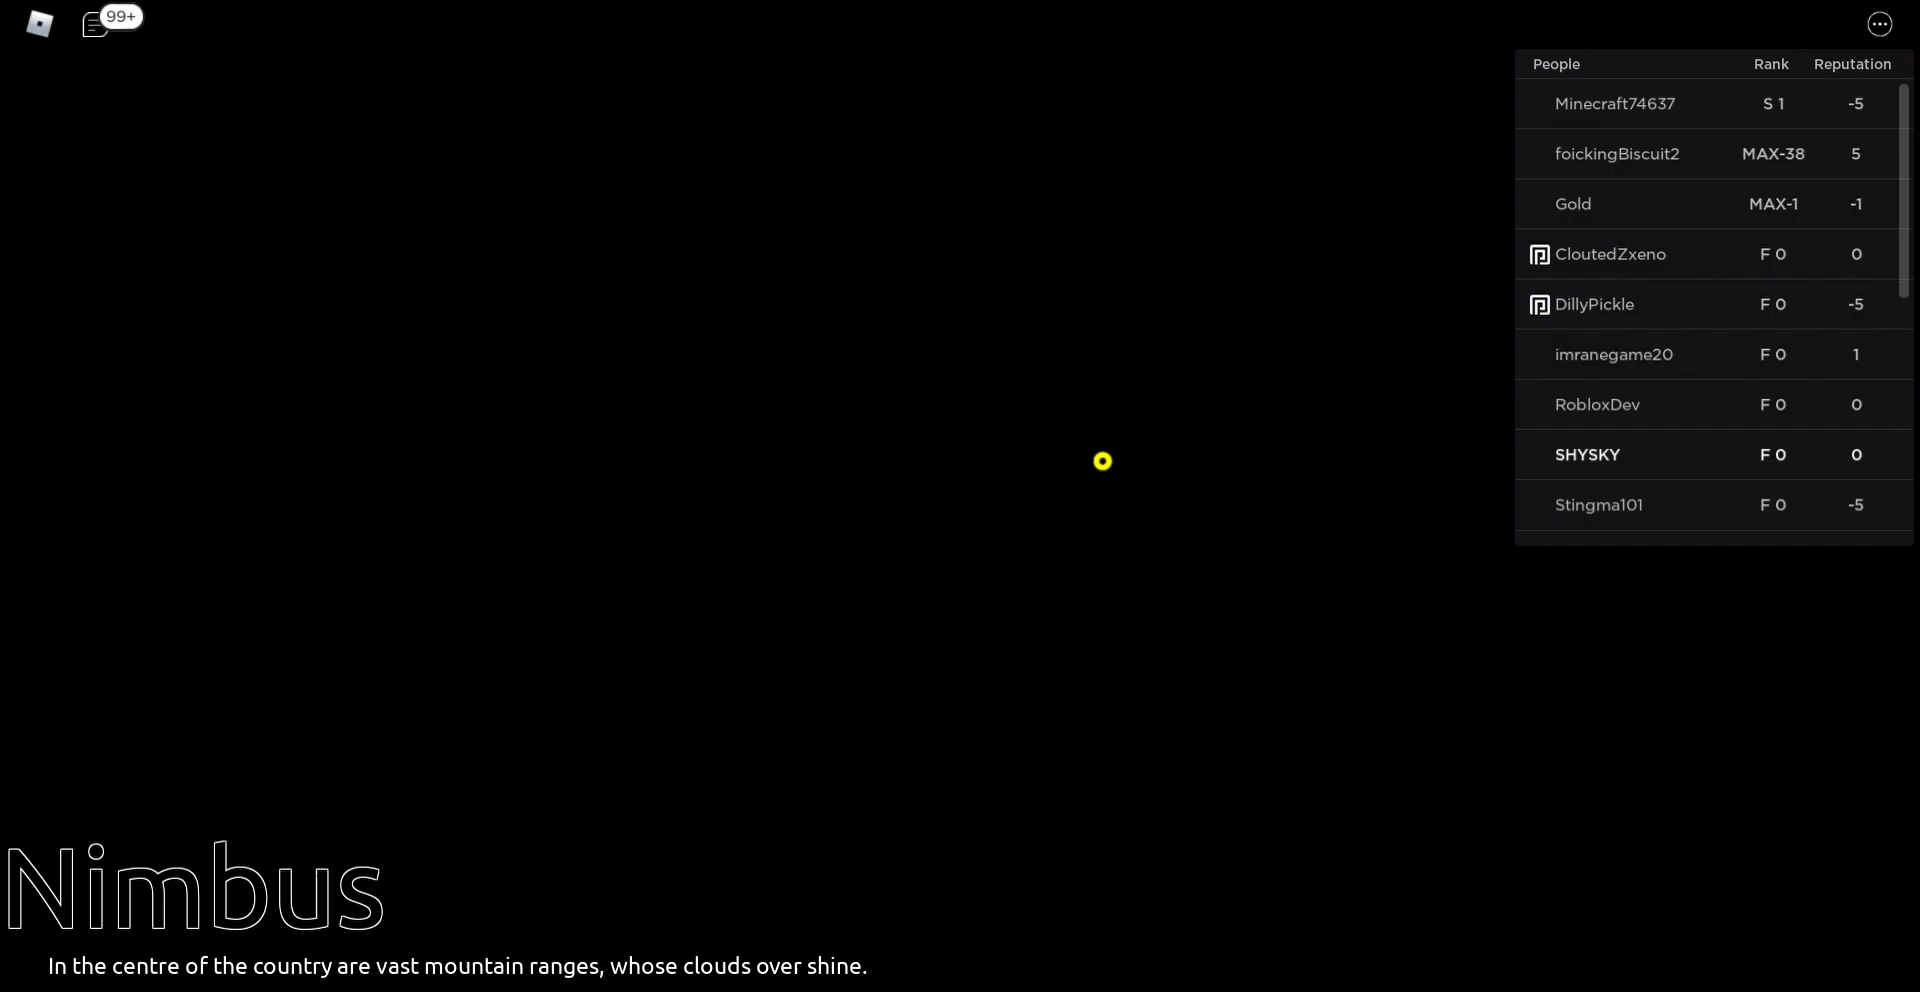 99+
People Rank Reputation
Minecraft74637 S 1 -5
foickingBiscuit2 MAX-38 5
Gold MAX-1 -1
CloutedZxeno F 0 0
DillyPickle F 0 -5
imranegame20 F 0 1
RobloxDev F 0 0
SHYSKY F 0 0
Stingma101 F 0 -5
Nimbus
In the centre of the country are vast mountain ranges, whose clouds over shine.